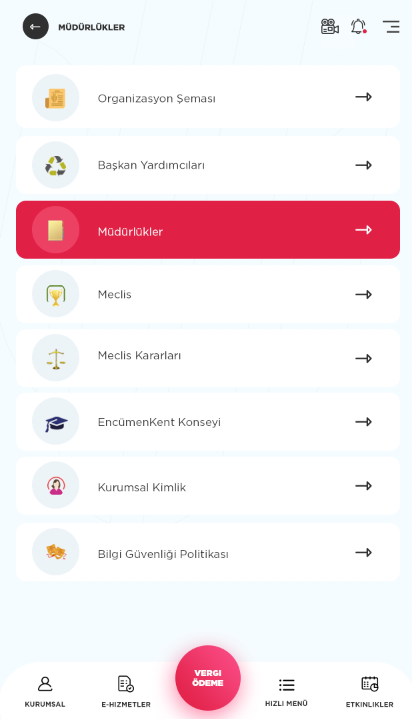 MÜDÜRLÜKLER
Organizasyon Şeması
Başkan Yardımcıları
Müdürlükler
Meclis
Meclis Kararları
EncümenKent Konseyi
Kurumsal Kimlik
Bilgi Güvenliği Politikası
VERGİ
ÖDEME
KURUMSAL
E-HIZMETLER
HIZLI MENÜ
ETKINLIKLER